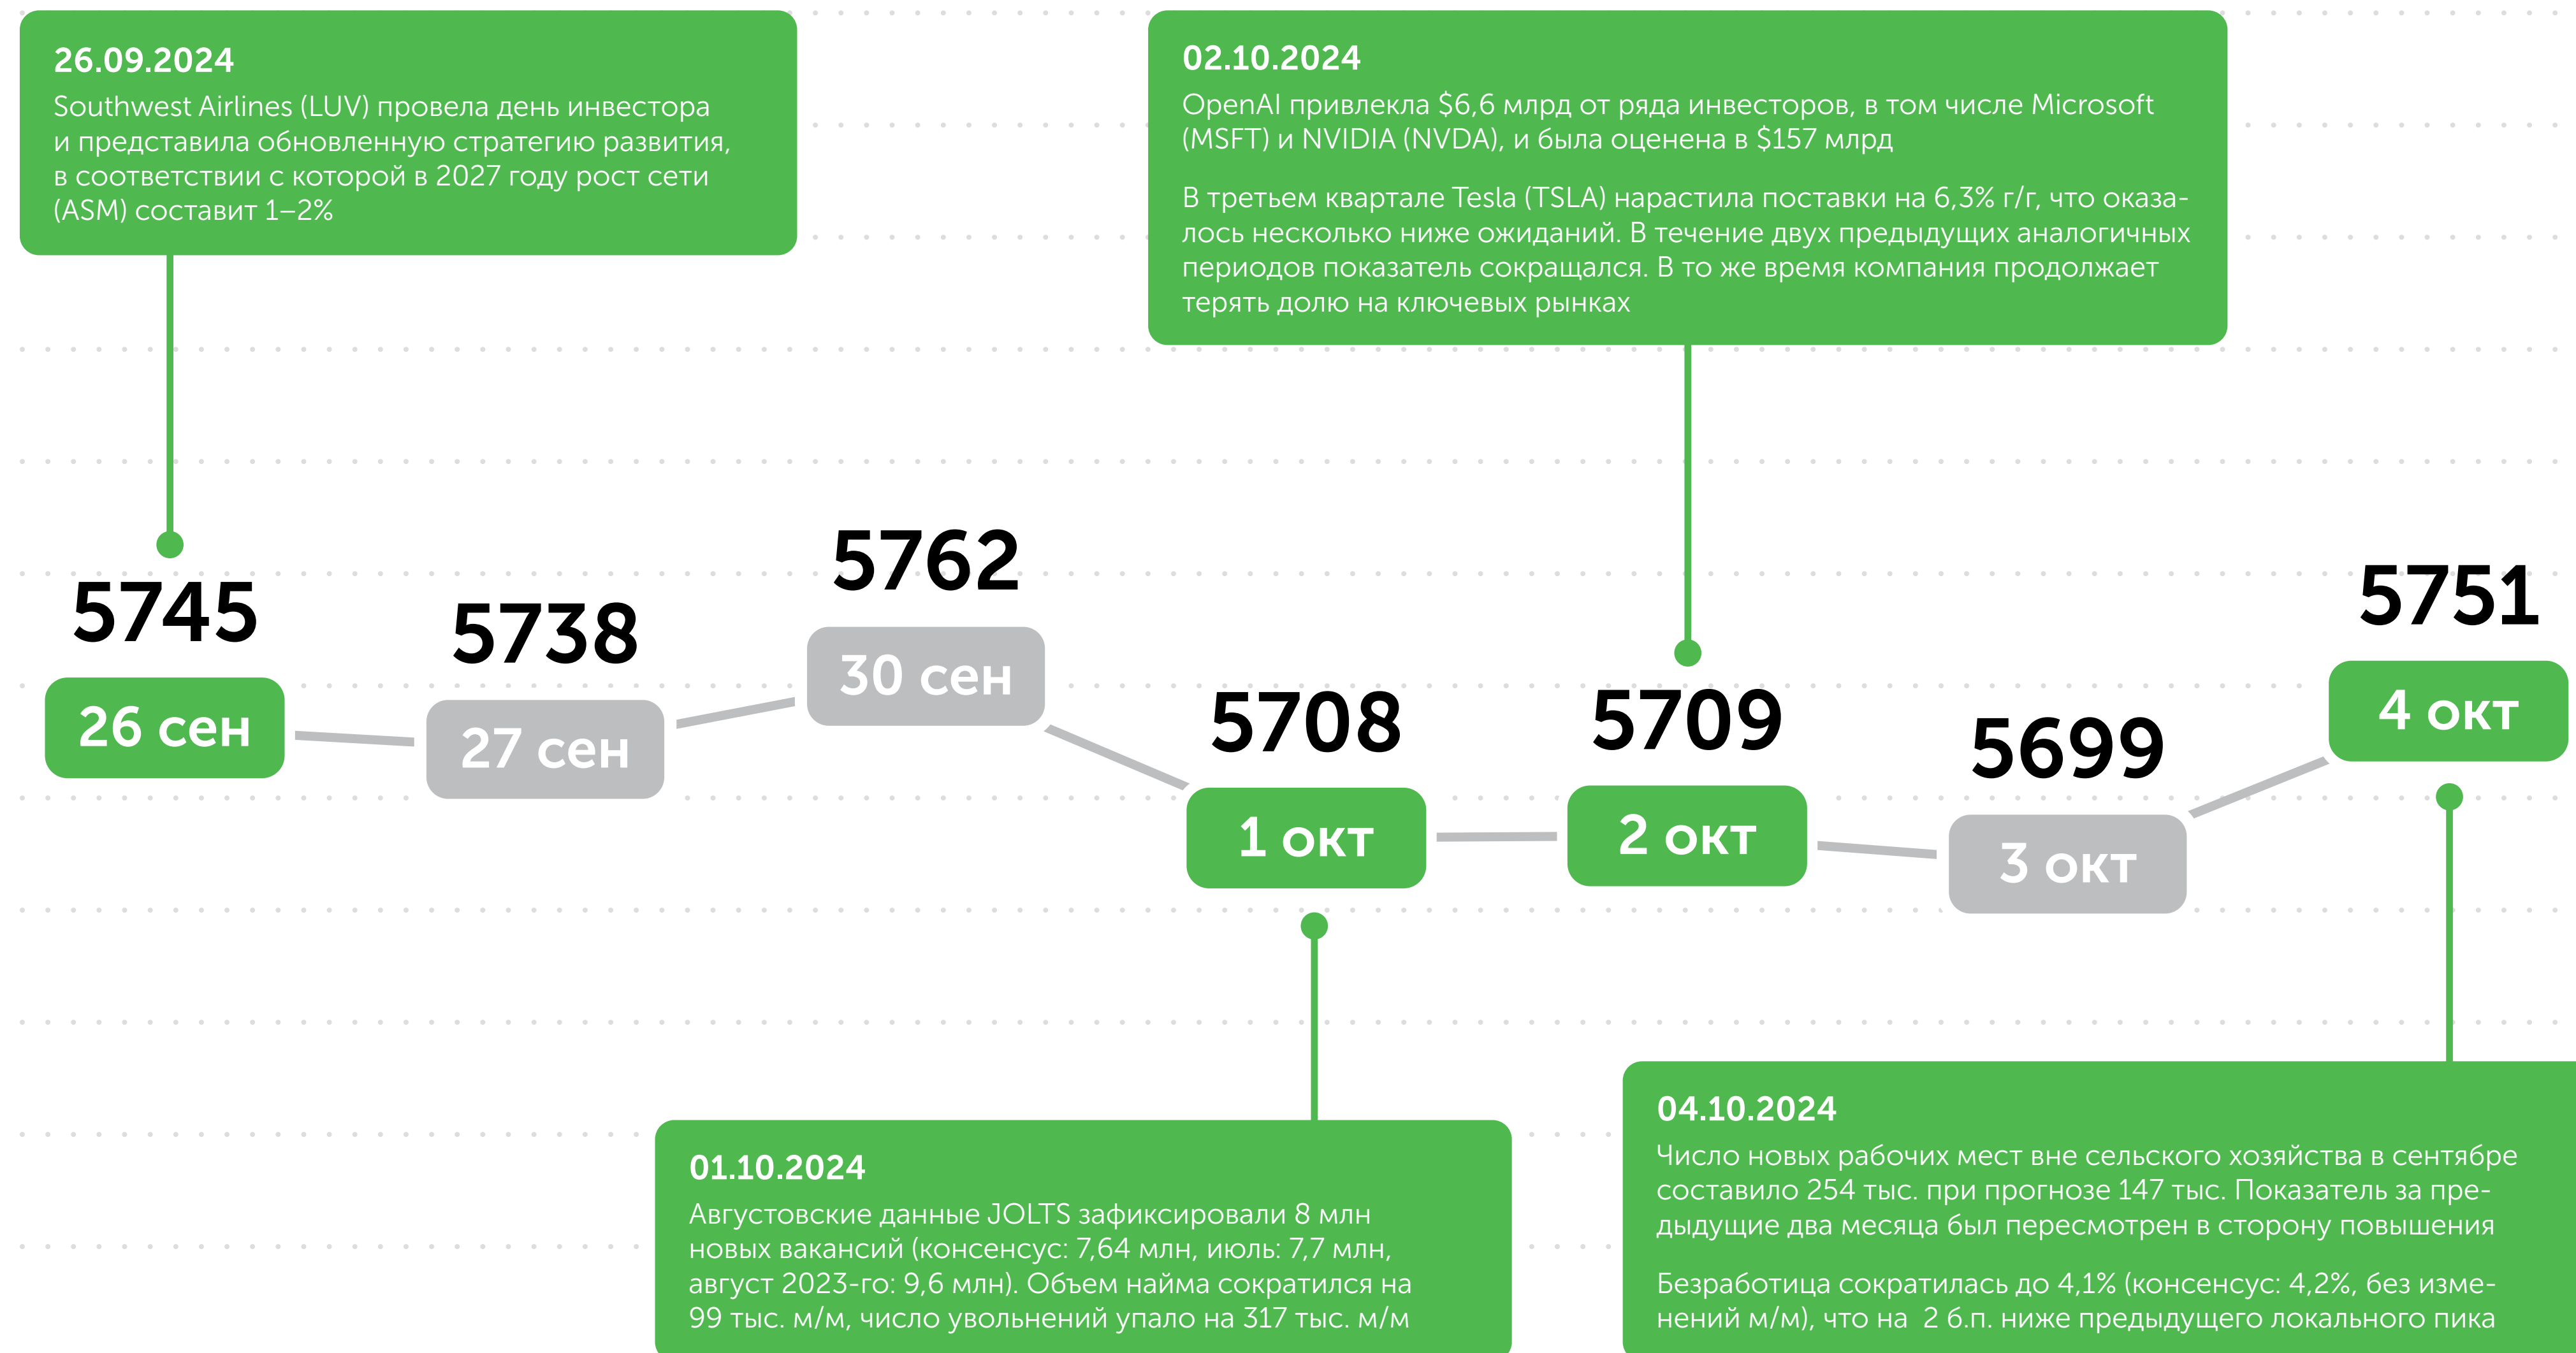 26.09.2024
Southwest Airlines (LUV) провела день инвестора
и представила обновленную стратегию развития,
в соответствии с которой в 2027 году рост сети
(ASM) составит 1–2%
02.10.2024
OpenAI привлекла $6,6 млрд от ряда инвесторов, в том числе Microsoft
(MSFT) и NVIDIA (NVDA), и была оценена в $157 млрд
В третьем квартале Tesla (TSLA) нарастила поставки на 6,3% г/г, что оказа-
лось несколько ниже ожиданий. В течение двух предыдущих аналогичных
периодов показатель сокращался. В то же время компания продолжает
терять долю на ключевых рынках
5745
26 сен
5738
27 сен
5762
30 сен
5708
1 окт
5709
2 окт
5699
3 окт
5751
4 окт
01.10.2024
Августовские данные JOLTS зафиксировали 8 млн
новых вакансий (консенсус: 7,64 млн, июль: 7,7 млн,
август 2023-го: 9,6 млн). Объем найма сократился на
99 тыс. м/м, число увольнений упало на 317 тыс. м/м
04.10.2024
Число новых рабочих мест вне сельского хозяйства в сентябре
составило 254 тыс. при прогнозе 147 тыс. Показатель за пре-
дыдущие два месяца был пересмотрен в сторону повышения
Безработица сократилась до 4,1% (консенсус: 4,2%, без изме-
нений м/м), что на  2 б.п. ниже предыдущего локального пика